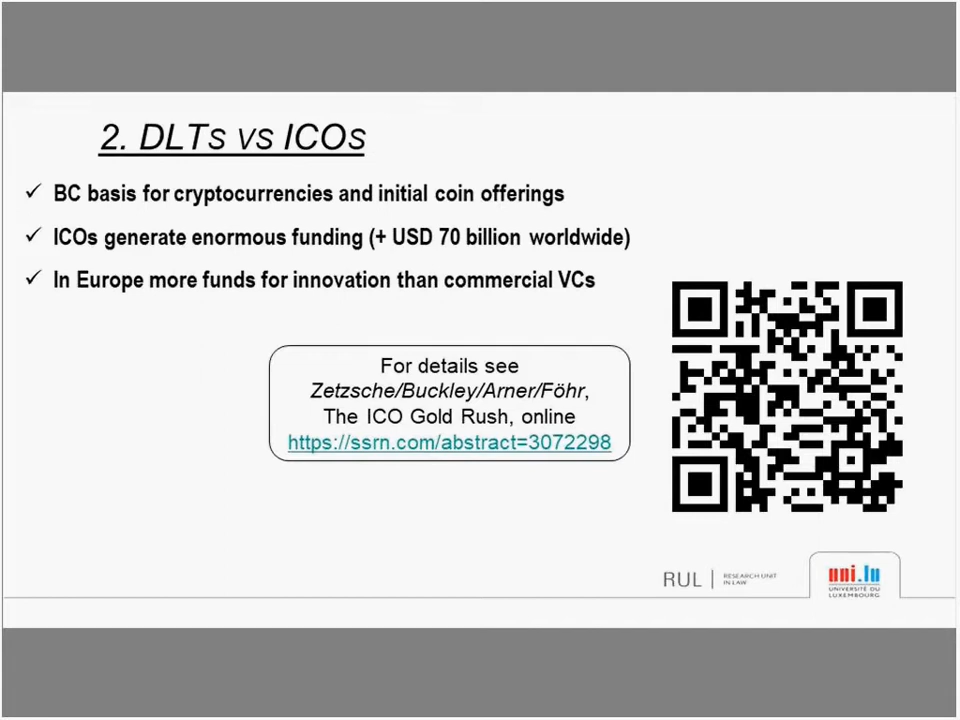 2. DLTS VS ICOS
✓ BC basis for cryptocurrencies and initial coin offerings
✓ ICOs generate enormous funding (+ USD 70 billion worldwide)
✓ In Europe more funds for innovation than commercial VCs
For details see
Zetzsche/Buckley/Arner/Föhr,
The ICO Gold Rush, online
https://ssrn.com/abstract=3072298
RUL | RESEARCH UNIT
IN LAW
uni.lu
UNIVERSITÉ DU
LUXEMBOURG